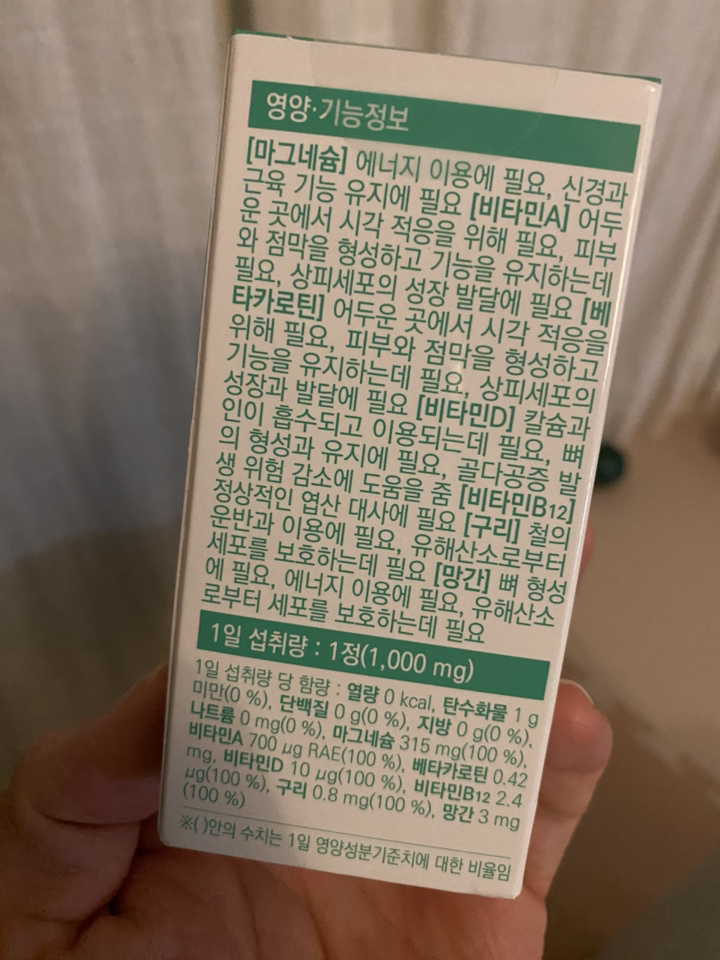 영양·기능정보
[마그네슘] 에너지 이용에 필요, 신경과
근육 기능 유지에 필요 [비타민A] 어두
운 곳에서 시각 적응을 위해 필요, 피부
와 점막을 형성하고 기능을 유지하는데
필요, 상피세포의 성장 발달에 필요 [베
타카로틴] 어두운 곳에서 시각 적응을
위해 필요, 피부와 점막을 형성하고
기능을 유지하는데 필요, 상피세포의
성장과 발달에 필요 [비타민D] 칼슘과
인이 흡수되고 이용되는데 필요, 뼈
의 형성과 유지에 필요, 골다공증 발
생 위험 감소에 도움을 줌 [비타민B12]
정상적인 엽산 대사에 필요 [구리] 철의
운반과 이용에 필요, 유해산소로부터
세포를 보호하는데 필요 [망간] 뼈 형성
에 필요, 에너지 이용에 필요, 유해산소
로부터 세포를 보호하는데 필요
1일 섭취량 : 1정(1,000 mg)
1일 섭취량 당 함량 : 열량 0 kcal, 탄수화물 1 g
미만(0 %), 단백질 0 g(0 %), 지방 0 g(0 %),
나트륨 0 mg(0 %), 마그네슘 315 mg(100 %),
비타민A 700 µg RAE(100 %), 베타카로틴 0.42
mg, 비타민D 10 µg(100 %), 비타민B12 2.4
µg(100 %), 구리 0.8 mg(100 %), 망간 3 mg
(100 %)
※( )안의 수치는 1일 영양성분기준치에 대한 비율임